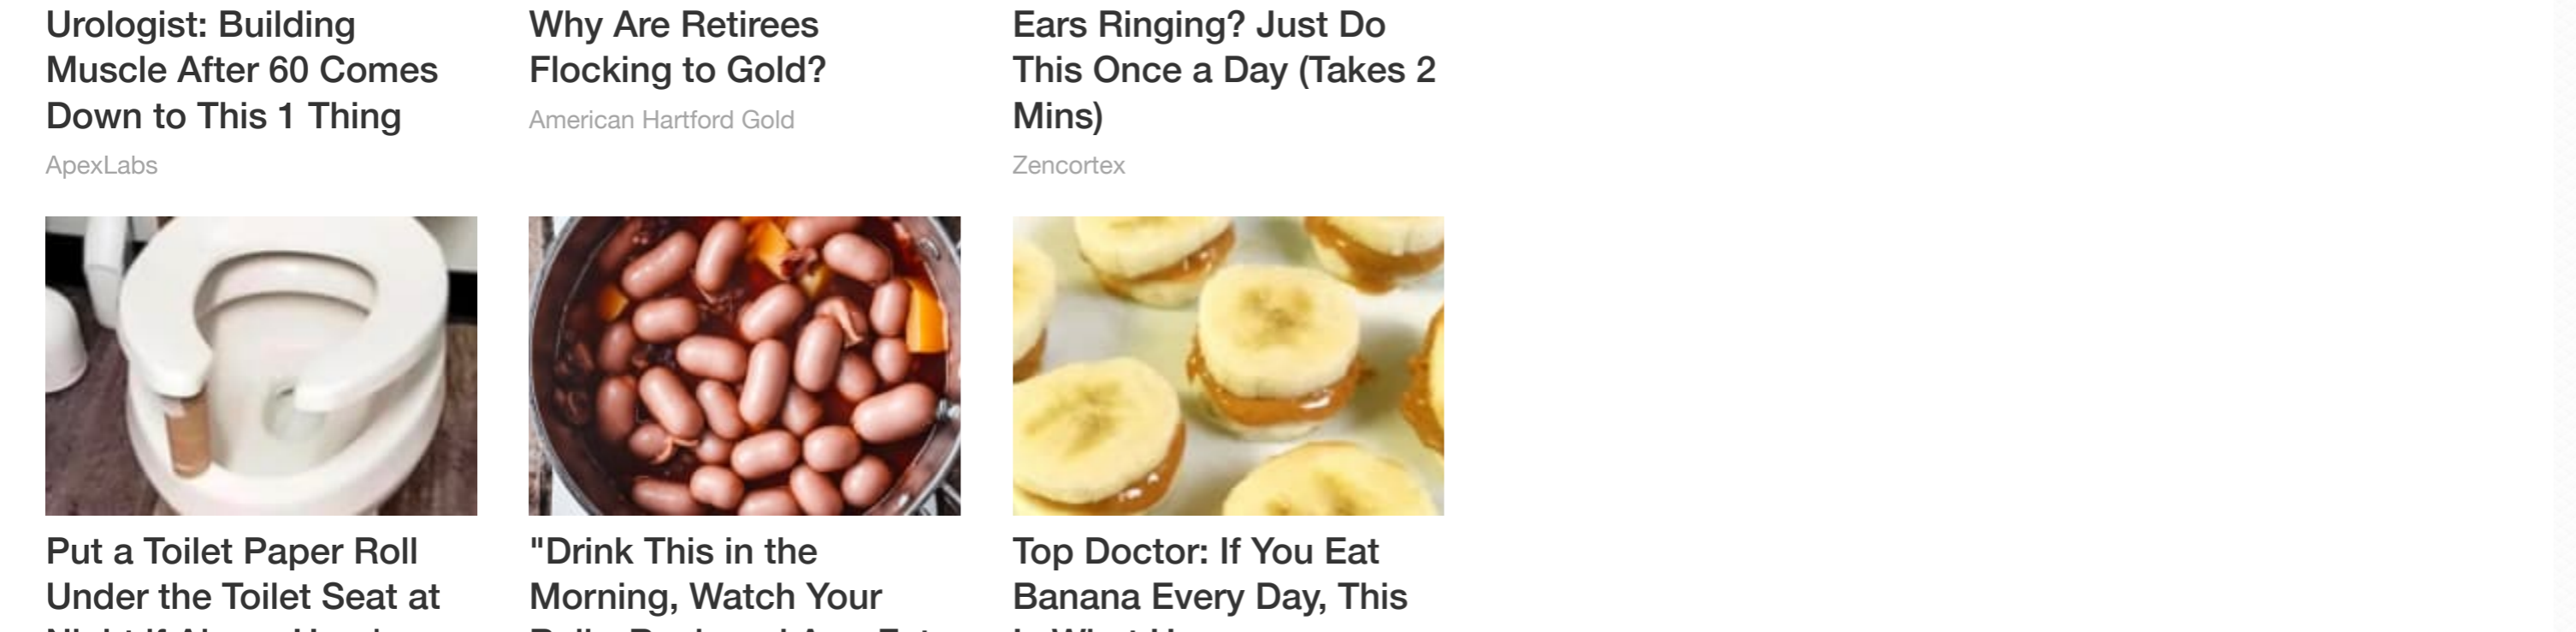 Urologist: Building
Muscle After 60 Comes
Down to This 1 Thing
ApexLabs
Why Are Retirees
Flocking to Gold?
American Hartford Gold
Ears Ringing? Just Do
This Once a Day (Takes 2
Mins)
Zencortex
Put a Toilet Paper Roll
Under the Toilet Seat at
"Drink This in the
Morning, Watch Your
Top Doctor: If You Eat
Banana Every Day, This